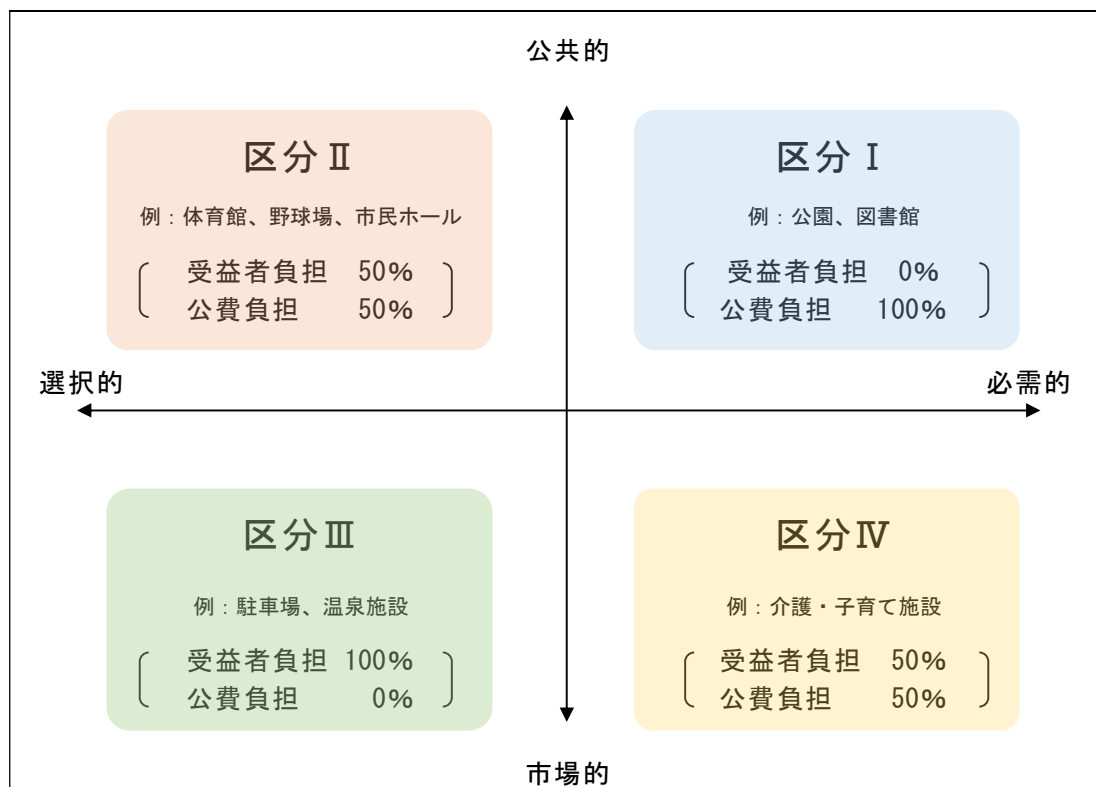 公共的
区分Ⅱ
例：体育館、野球場、市民ホール
受益者負担 50%
公費負担 50%
区分Ⅰ
例：公園、図書館
受益者負担 0%
公費負担 100%
選択的
必需的
区分Ⅲ
例：駐車場、温泉施設
受益者負担 100%
公費負担 0%
区分Ⅳ
例：介護・子育て施設
受益者負担 50%
公費負担 50%
市場的